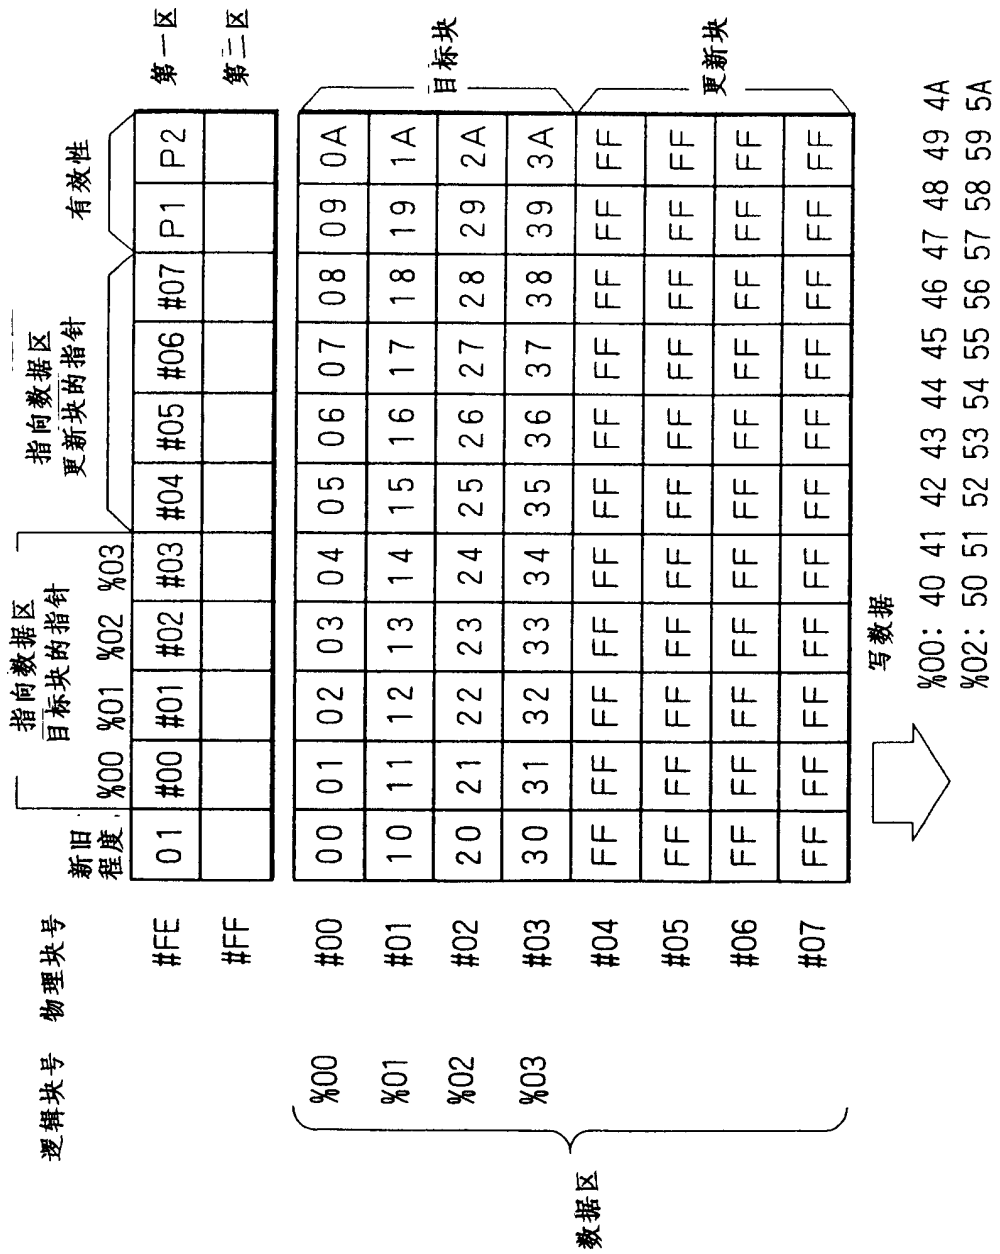 指向数据区
目标块的指针
指向数据区
更新块的指针
有效性
新旧
程度
%00 %01 %02 %03
逻辑块号 物理块号
#FE 01 #00 #01 #02 #03 #04 #05 #06 #07 P1 P2 第一区
#FF 第二区
%00 #00 00 01 02 03 04 05 06 07 08 09 0A
%01 #01 10 11 12 13 14 15 16 17 18 19 1A
%02 #02 20 21 22 23 24 25 26 27 28 29 2A
%03 #03 30 31 32 33 34 35 36 37 38 39 3A
目标块
#04 FF FF FF FF FF FF FF FF FF FF FF
#05 FF FF FF FF FF FF FF FF FF FF FF
#06 FF FF FF FF FF FF FF FF FF FF FF
#07 FF FF FF FF FF FF FF FF FF FF FF
更新块
数据区
写数据
%00: 40 41 42 43 44 45 46 47 48 49 4A
%02: 50 51 52 53 54 55 56 57 58 59 5A